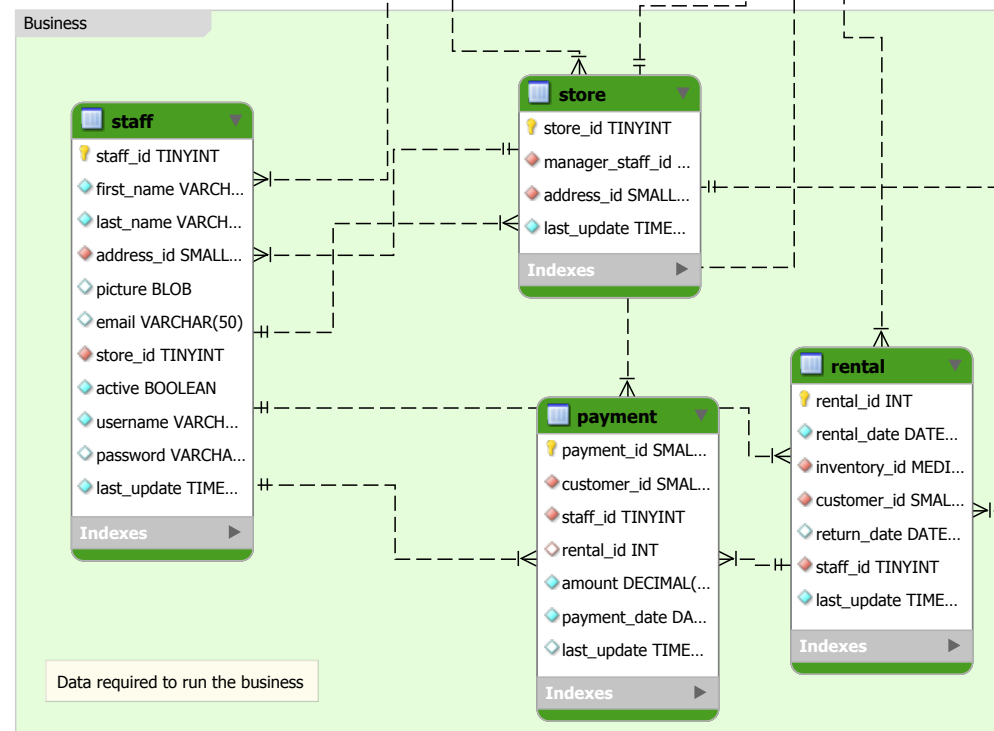 Business
staff
staff_id TINYINT
first_name VARCH...
last_name VARCH...
address_id SMALL...
picture BLOB
email VARCHAR(50)
store_id TINYINT
active BOOLEAN
username VARCH...
password VARCHA...
last_update TIME...
Indexes
store
store_id TINYINT
manager_staff_id ...
address_id SMALL...
last_update TIME...
Indexes
payment
payment_id SMAL...
customer_id SMAL...
staff_id TINYINT
rental_id INT
amount DECIMAL(...
payment_date DA...
last_update TIME...
Indexes
rental
rental_id INT
rental_date DATE...
inventory_id MEDI...
customer_id SMAL...
return_date DATE...
staff_id TINYINT
last_update TIME...
Indexes
Data required to run the business